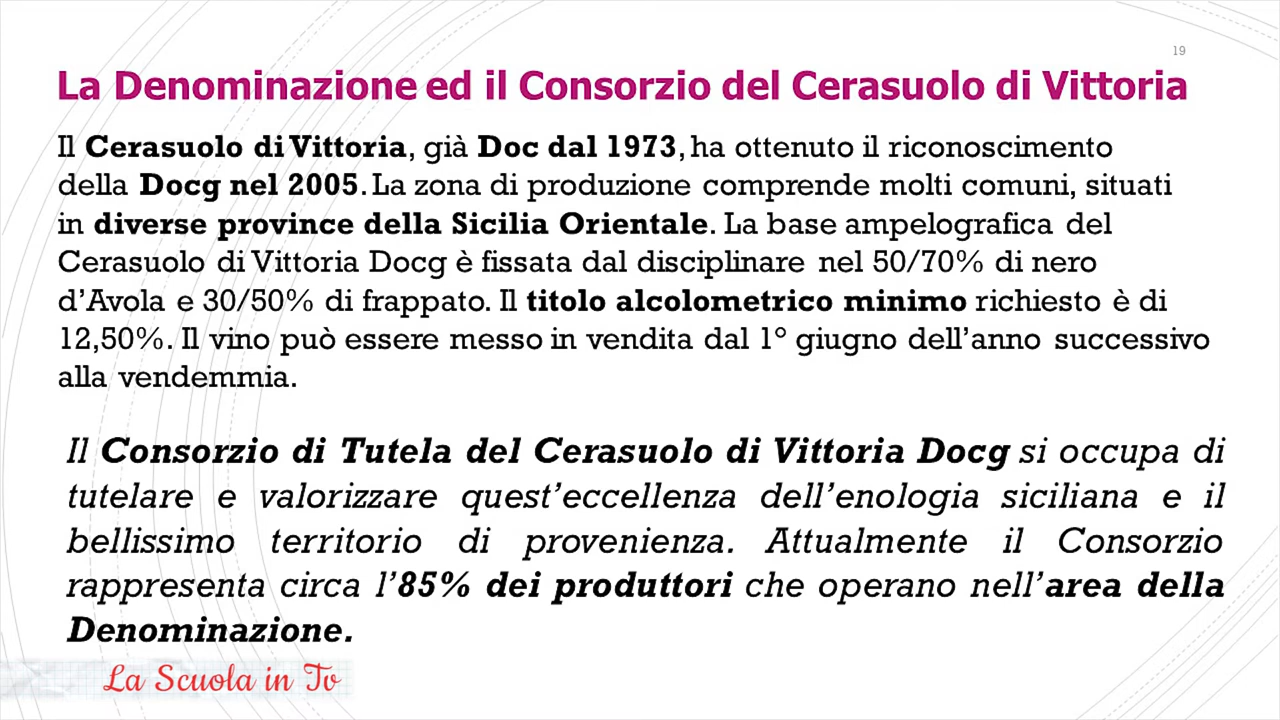 19
La Denominazione ed il Consorzio del Cerasuolo di Vittoria
Il Cerasuolo di Vittoria, già Doc dal 1973, ha ottenuto il riconoscimento
della Docg nel 2005. La zona di produzione comprende molti comuni, situati
in diverse province della Sicilia Orientale. La base ampelografica del
Cerasuolo di Vittoria Docg è fissata dal disciplinare nel 50/70% di nero
d’Avola e 30/50% di frappato. Il titolo alcolometrico minimo richiesto è di
12,50%. Il vino può essere messo in vendita dal 1° giugno dell’anno successivo
alla vendemmia.
Il Consorzio di Tutela del Cerasuolo di Vittoria Docg si occupa di
tutelare e valorizzare quest’eccellenza dell’enologia siciliana e il
bellissimo territorio di provenienza. Attualmente il Consorzio
rappresenta circa l’85% dei produttori che operano nell’area della
Denominazione.
La Scuola in Tv